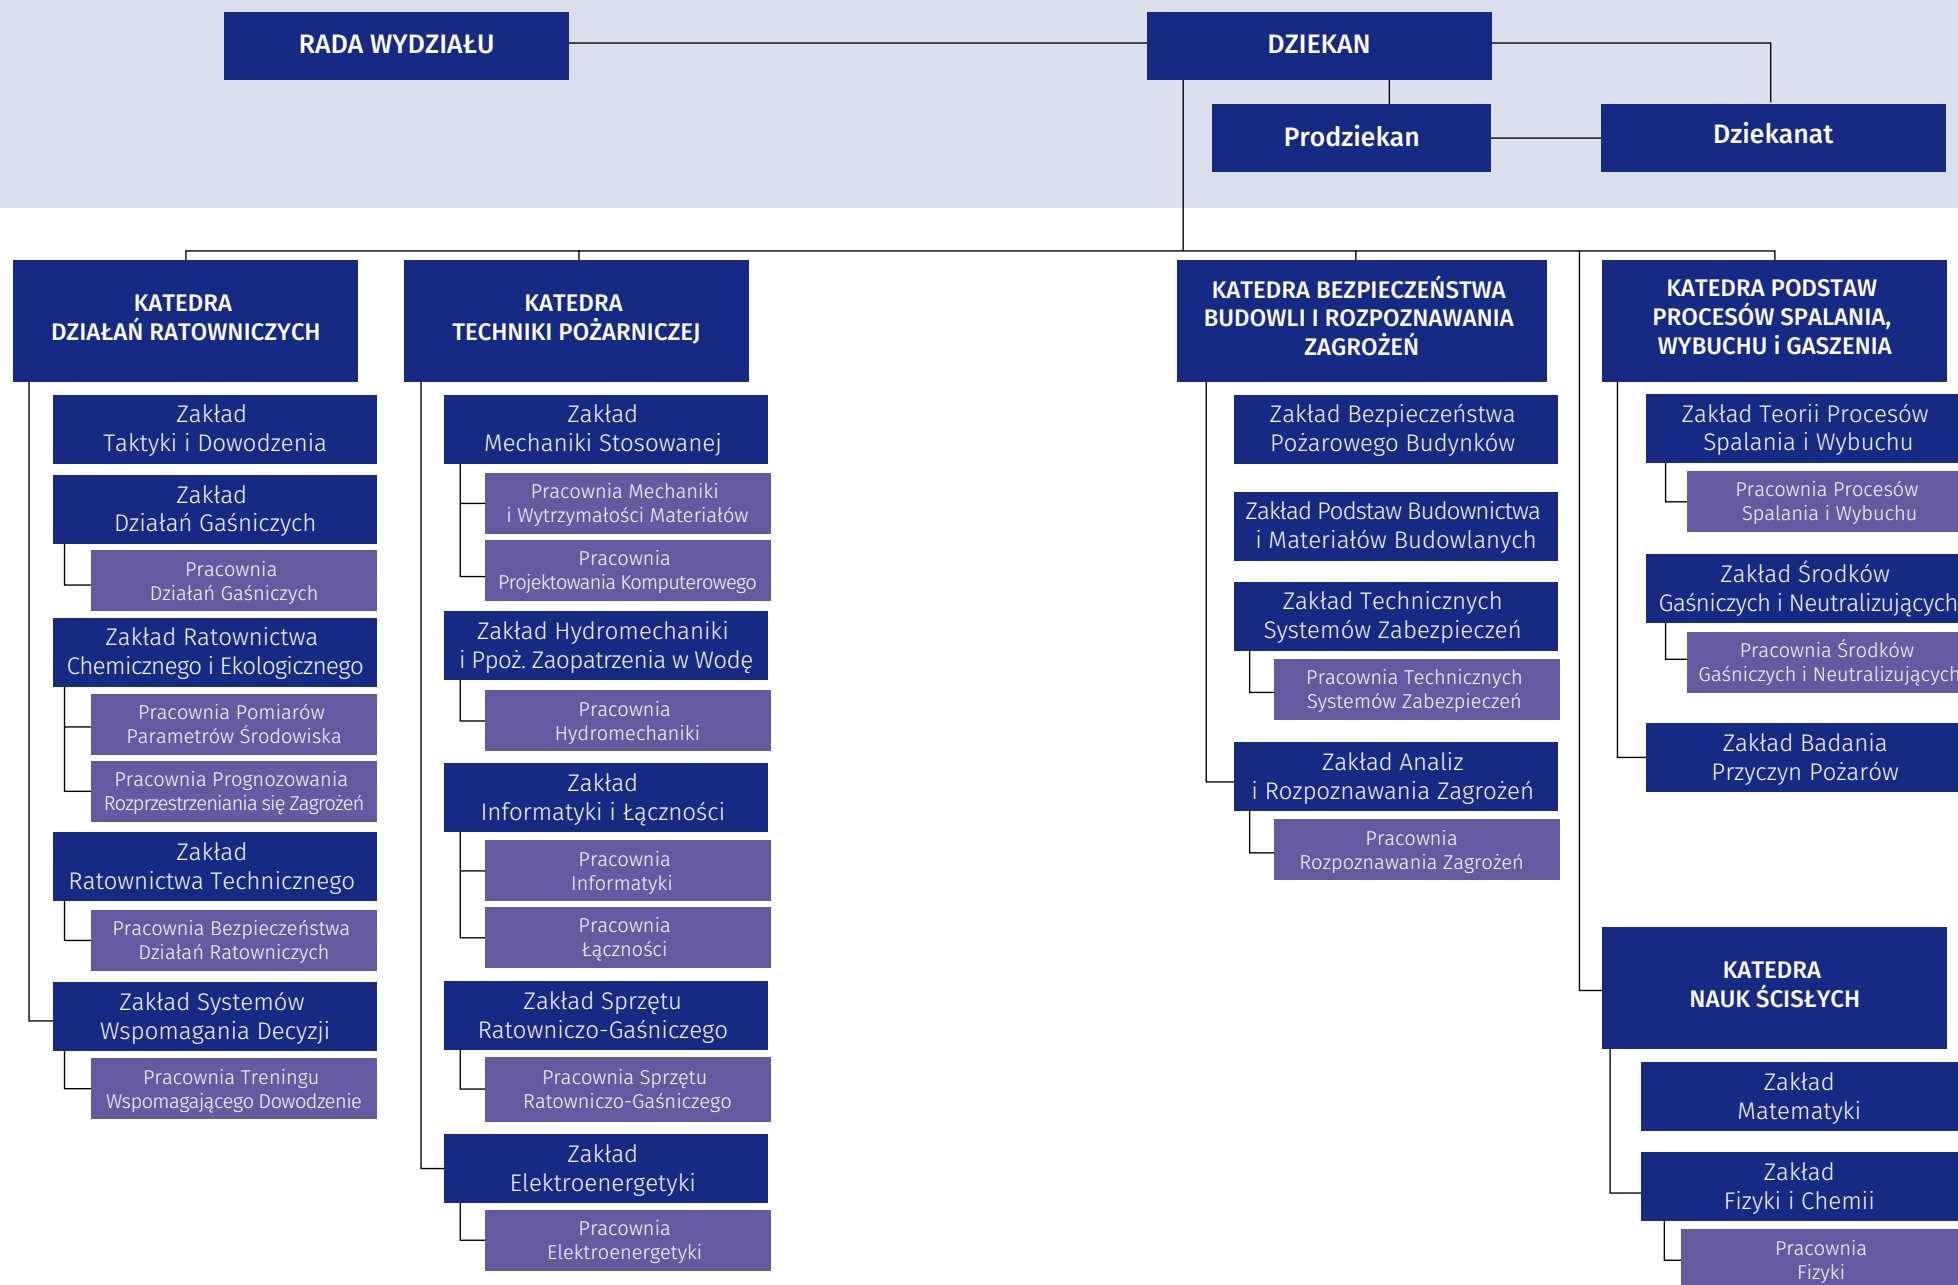 RADA WYDZIAŁU
DZIEKAN
Prodziekan
Dziekanat
KATEDRA
DZIAŁAŃ RATOWNICZYCH
Zakład
Taktyki i Dowodzenia
Zakład
Działań Gaśniczych
Pracownia
Działań Gaśniczych
Zakład Ratownictwa
Chemicznego i Ekologicznego
Pracownia Pomiarów
Parametrów Środowiska
Pracownia Prognozowania
Rozprzestrzeniania się Zagrożeń
Zakład
Ratownictwa Technicznego
Pracownia Bezpieczeństwa
Działań Ratowniczych
Zakład Systemów
Wspomagania Decyzji
Pracownia Treningu
Wspomagającego Dowodzenie
KATEDRA
TECHNIKI POŻARNICZEJ
Zakład
Mechaniki Stosowanej
Pracownia Mechaniki
i Wytrzymałości Materiałów
Pracownia
Projektowania Komputerowego
Zakład Hydromechaniki
i Ppoż. Zaopatrzenia w Wodę
Pracownia
Hydromechaniki
Zakład
Informatyki i Łączności
Pracownia
Informatyki
Pracownia
Łączności
Zakład Sprzętu
Ratowniczo-Gaśniczego
Pracownia Sprzętu
Ratowniczo-Gaśniczego
Zakład
Elektroenergetyki
Pracownia
Elektroenergetyki
KATEDRA BEZPIECZEŃSTWA
BUDOWLI I ROZPOZNAWANIA
ZAGROŻEŃ
Zakład Bezpieczeństwa
Pożarowego Budynków
Zakład Podstaw Budownictwa
i Materiałów Budowlanych
Zakład Technicznych
Systemów Zabezpieczeń
Pracownia Technicznych
Systemów Zabezpieczeń
Zakład Analiz
i Rozpoznawania Zagrożeń
Pracownia
Rozpoznawania Zagrożeń
KATEDRA PODSTAW
PROCESÓW SPALANIA,
WYBUCHU i GASZENIA
Zakład Teorii Procesów
Spalania i Wybuchu
Pracownia Procesów
Spalania i Wybuchu
Zakład Środków
Gaśniczych i Neutralizujących
Pracownia Środków
Gaśniczych i Neutralizujących
Zakład Badania
Przyczyn Pożarów
KATEDRA
NAUK ŚCISŁYCH
Zakład
Matematyki
Zakład
Fizyki i Chemii
Pracownia
Fizyki